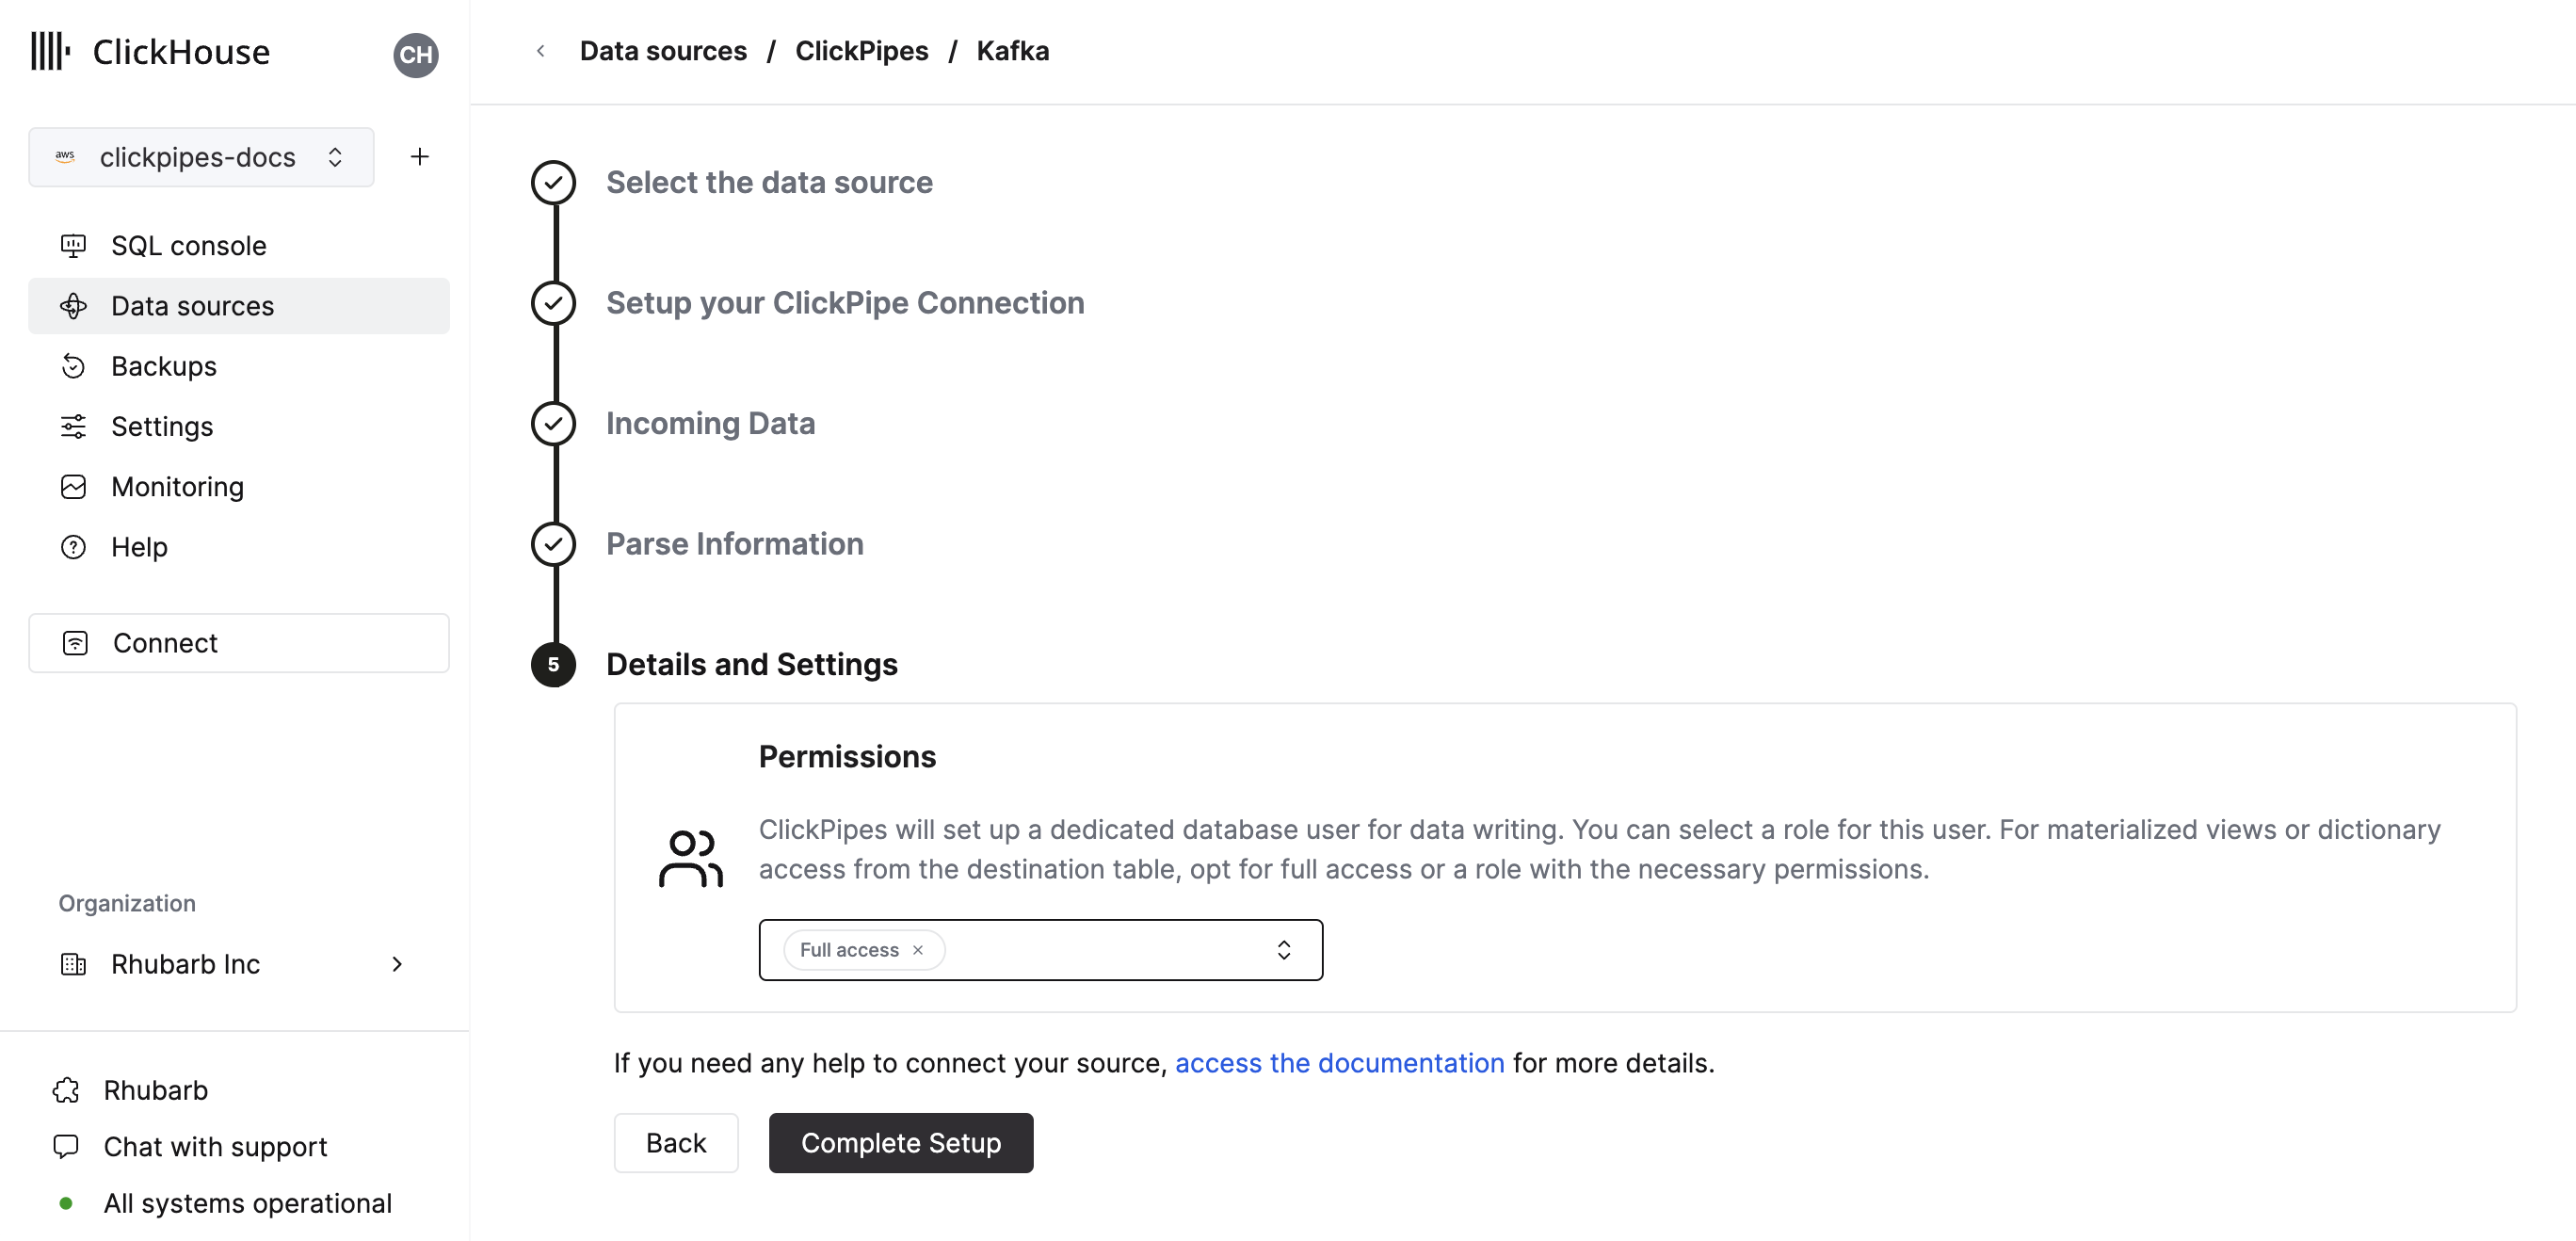 ClickHouse
CH
aws
clickpipes-docs
SQL console
Data sources
Backups
Settings
Monitoring
Help
Connect
Organization
Rhubarb Inc
Rhubarb
Chat with support
All systems operational
Data sources / ClickPipes / Kafka
Select the data source
Setup your ClickPipe Connection
Incoming Data
Parse Information
5
Details and Settings
Permissions
ClickPipes will set up a dedicated database user for data writing. You can select a role for this user. For materialized views or dictionary
access from the destination table, opt for full access or a role with the necessary permissions.
Full access
If you need any help to connect your source, access the documentation for more details.
Back
Complete Setup